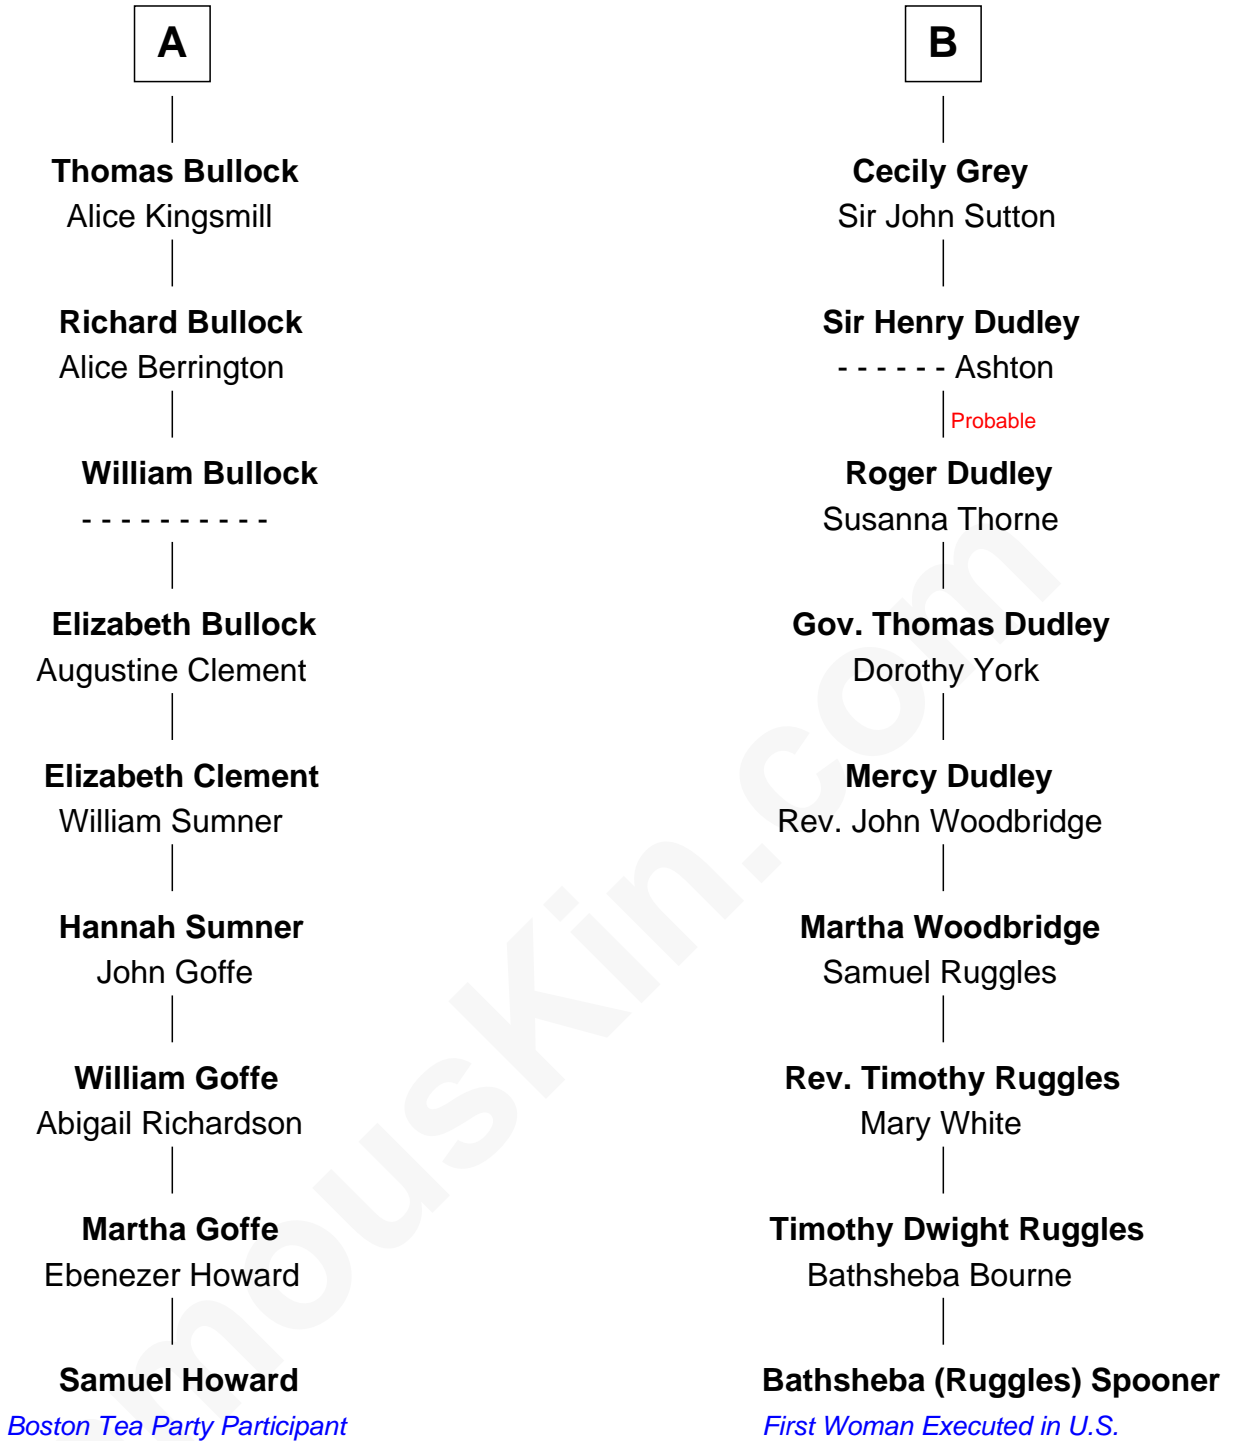 A
Thomas Bullock
Alice Kingsmill
Richard Bullock
Alice Berrington
William Bullock
- - - - - - - - - -
Elizabeth Bullock
Augustine Clement
Elizabeth Clement
William Sumner
Hannah Sumner
John Goffe
William Goffe
Abigail Richardson
Martha Goffe
Ebenezer Howard
Samuel Howard
Boston Tea Party Participant
B
Cecily Grey
Sir John Sutton
Sir Henry Dudley
- - - - - - Ashton
Probable
Roger Dudley
Susanna Thorne
Gov. Thomas Dudley
Dorothy York
Mercy Dudley
Rev. John Woodbridge
Martha Woodbridge
Samuel Ruggles
Rev. Timothy Ruggles
Mary White
Timothy Dwight Ruggles
Bathsheba Bourne
Bathsheba (Ruggles) Spooner
First Woman Executed in U.S.
mousKin.com